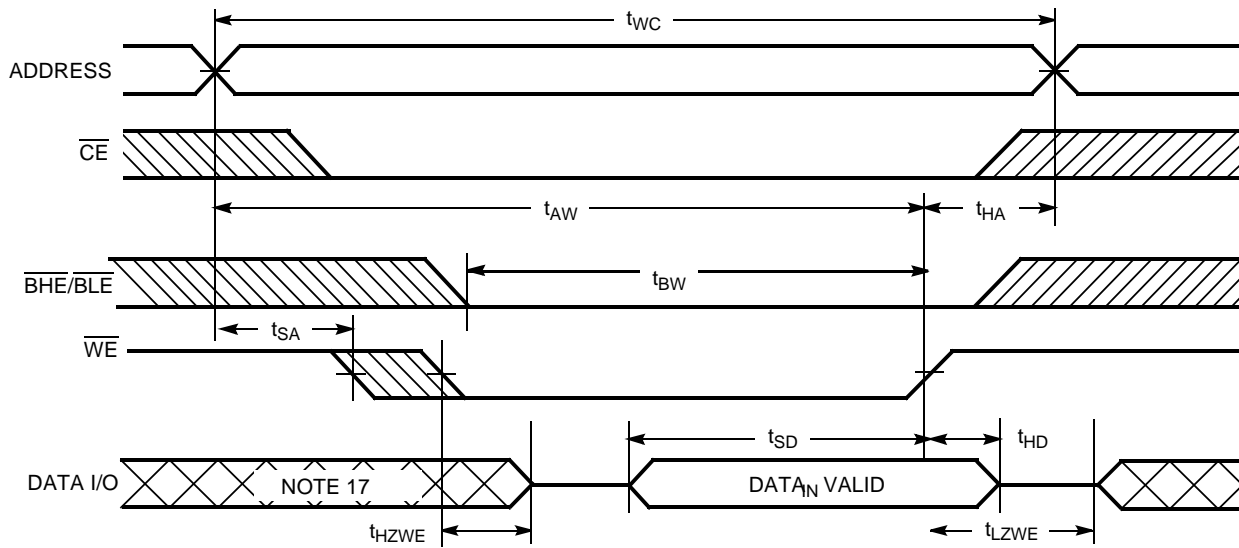 tWC
ADDRESS
CE
tAW
tHA
BHE/BLE
tBW
tSA
WE
tSD
tHD
DATA I/O
NOTE 17
DATAIN VALID
tHZWE
tLZWE